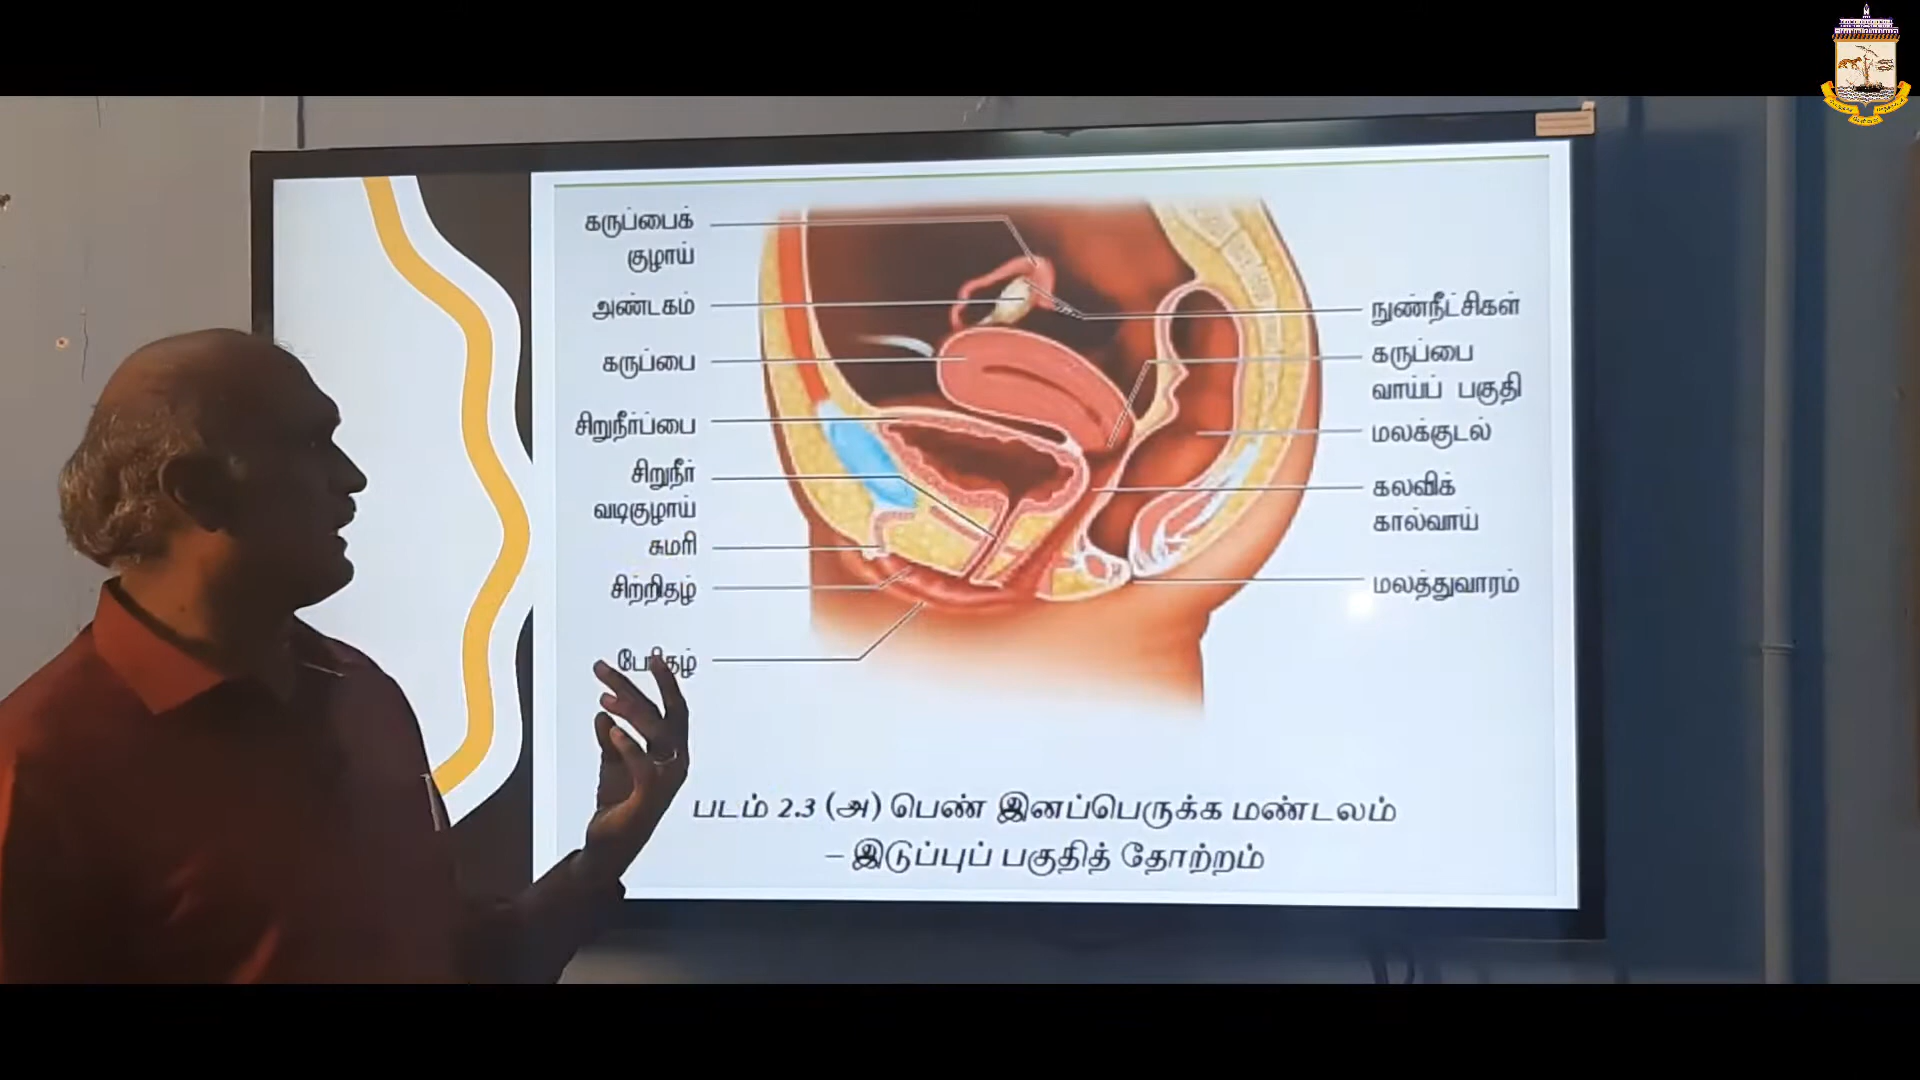 கருப்பைக்
குழாய்
அண்டகம்
கருப்பை
சிறுநீர்ப்பை
சிறுநீர்
வடிகுழாய்
சுமரி
சிற்றிதழ்
பேரிதழ்
நுண்நீட்சிகள்
கருப்பை
வாய்ப் பகுதி
மலக்குடல்
கலவிக்
கால்வாய்
மலத்துவாரம்
படம் 2.3 (அ) பெண் இனப்பெருக்க மண்டலம்
– இடுப்புப் பகுதித் தோற்றம்